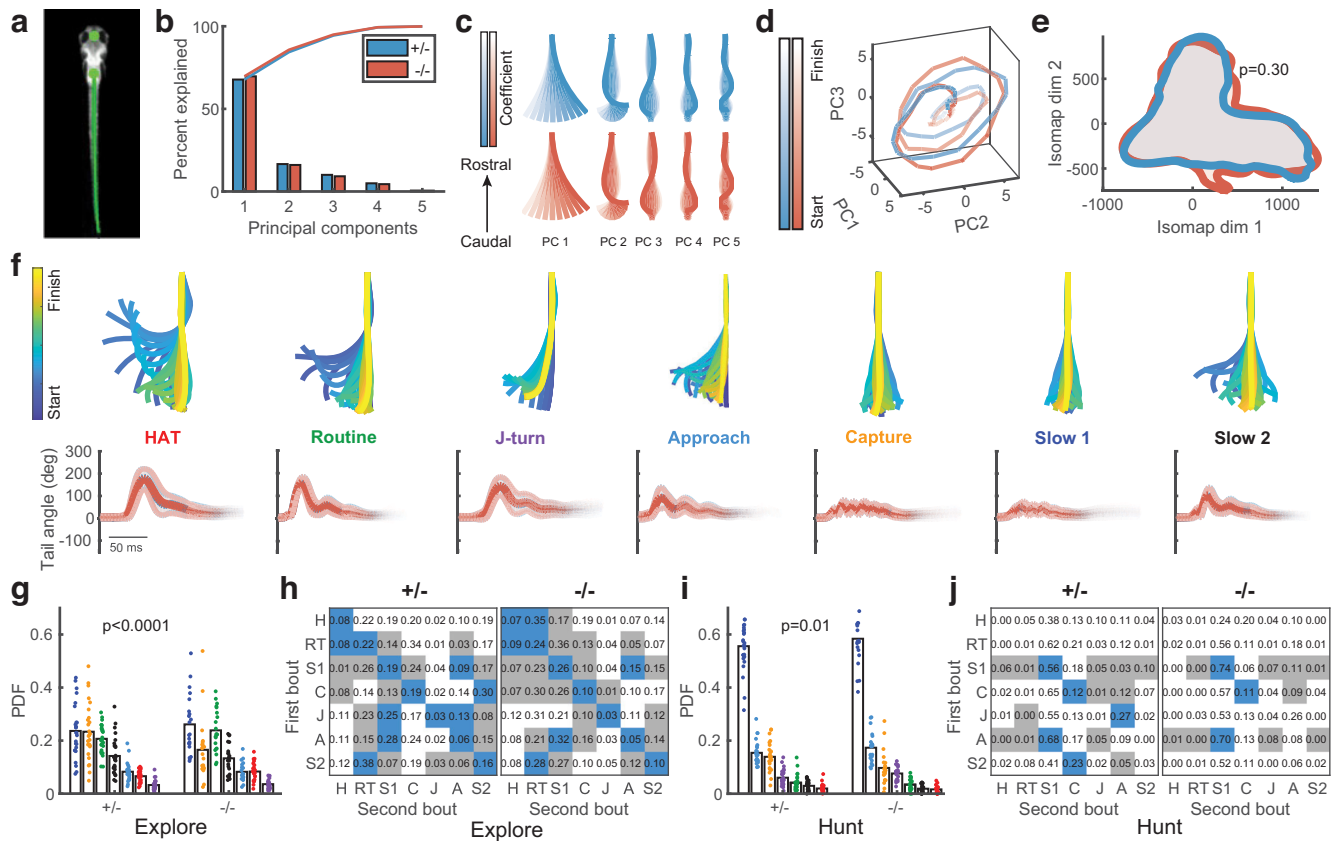 a
b
100
50
0
Percent explained
+/-
-/-
1 2 3 4 5
Principal components
c
Coefficient
Rostral
Caudal
PC 1 PC 2 PC 3 PC 4 PC 5
d
Finish
Start
PC3
5
0
-5
-5
0
5
PC1
-5
0
5
PC2
e
Isomap dim 2
500
0
-500
p=0.30
-1000 0 1000
Isomap dim 1
f
Finish
Start
HAT Routine J-turn Approach Capture Slow 1 Slow 2
Tail angle (deg)
300
200
100
0
-100
50 ms
g
PDF
0.6
0.4
0.2
0
p<0.0001
+/- -/-
Explore
h
+/- -/-
First bout
H 0.08 0.22 0.19 0.20 0.02 0.10 0.19 0.07 0.35 0.17 0.19 0.01 0.07 0.14
RT 0.08 0.22 0.14 0.34 0.01 0.03 0.17 0.09 0.24 0.36 0.13 0.04 0.05 0.07
S1 0.01 0.26 0.19 0.24 0.04 0.09 0.17 0.07 0.23 0.26 0.10 0.04 0.15 0.15
C 0.08 0.14 0.13 0.19 0.02 0.14 0.30 0.07 0.30 0.26 0.10 0.01 0.10 0.17
J 0.11 0.23 0.25 0.17 0.03 0.13 0.08 0.12 0.31 0.21 0.14 0.03 0.10 0.12
A 0.11 0.15 0.28 0.24 0.02 0.06 0.15 0.08 0.21 0.32 0.16 0.03 0.05 0.14
S2 0.12 0.38 0.07 0.19 0.03 0.06 0.16 0.08 0.28 0.27 0.10 0.05 0.12 0.10
H RT S1 C J A S2 H RT S1 C J A S2
Second bout Second bout
Explore
i
PDF
0.6
0.4
0.2
0
p=0.01
+/- -/-
Hunt
j
+/- -/-
First bout
H 0.00 0.05 0.38 0.13 0.10 0.11 0.04 0.03 0.01 0.24 0.20 0.04 0.10 0.00
RT 0.03 0.01 0.66 0.21 0.03 0.12 0.01 0.01 0.01 0.46 0.15 0.04 0.12 0.00
S1 0.06 0.01 0.56 0.18 0.05 0.03 0.10 0.00 0.00 0.74 0.06 0.07 0.11 0.01
C 0.02 0.01 0.65 0.12 0.01 0.12 0.07 0.00 0.00 0.57 0.11 0.04 0.09 0.04
J 0.01 0.00 0.55 0.13 0.01 0.27 0.02 0.00 0.03 0.53 0.13 0.04 0.26 0.00
A 0.00 0.01 0.68 0.17 0.05 0.09 0.00 0.01 0.00 0.70 0.13 0.08 0.08 0.00
S2 0.02 0.08 0.41 0.23 0.02 0.05 0.03 0.00 0.01 0.52 0.11 0.00 0.06 0.02
H RT S1 C J A S2 H RT S1 C J A S2
Second bout Second bout
Hunt